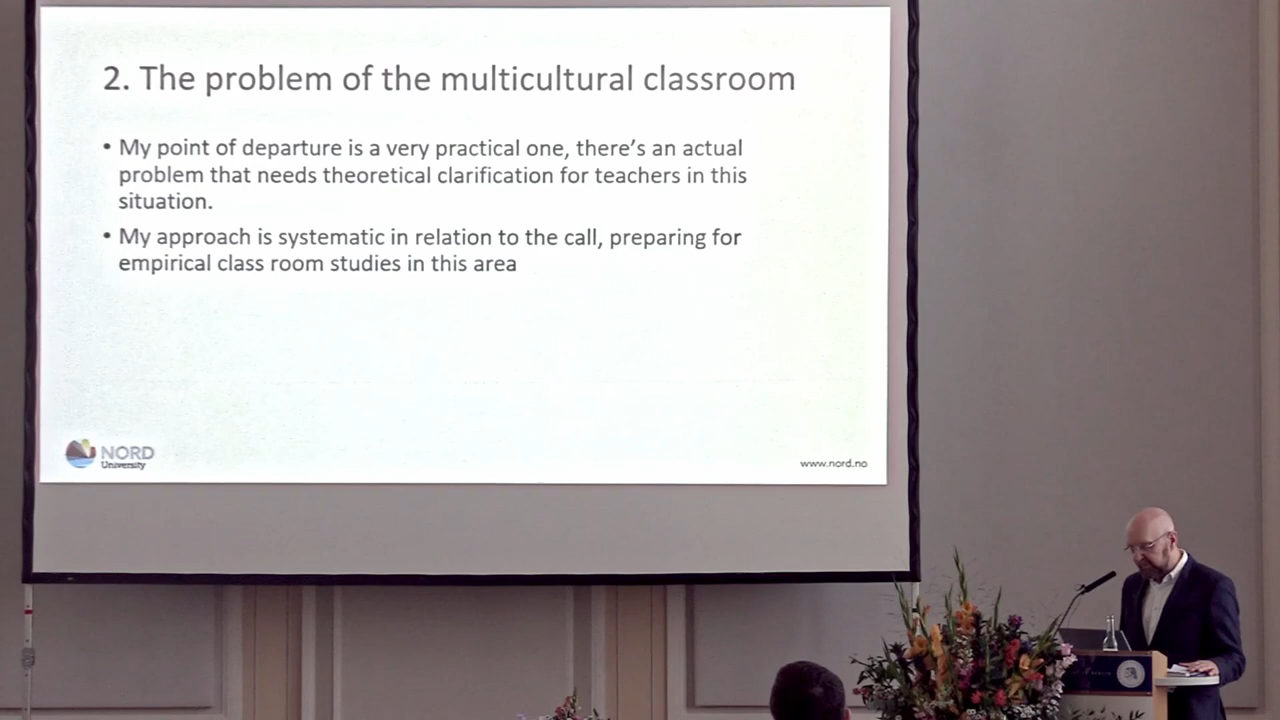 2. The problem of the multicultural classroom
• My point of departure is a very practical one, there's an actual
problem that needs theoretical clarification for teachers in this
situation.
• My approach is systematic in relation to the call, preparing for
empirical class room studies in this area
NORD
University
www.nord.no